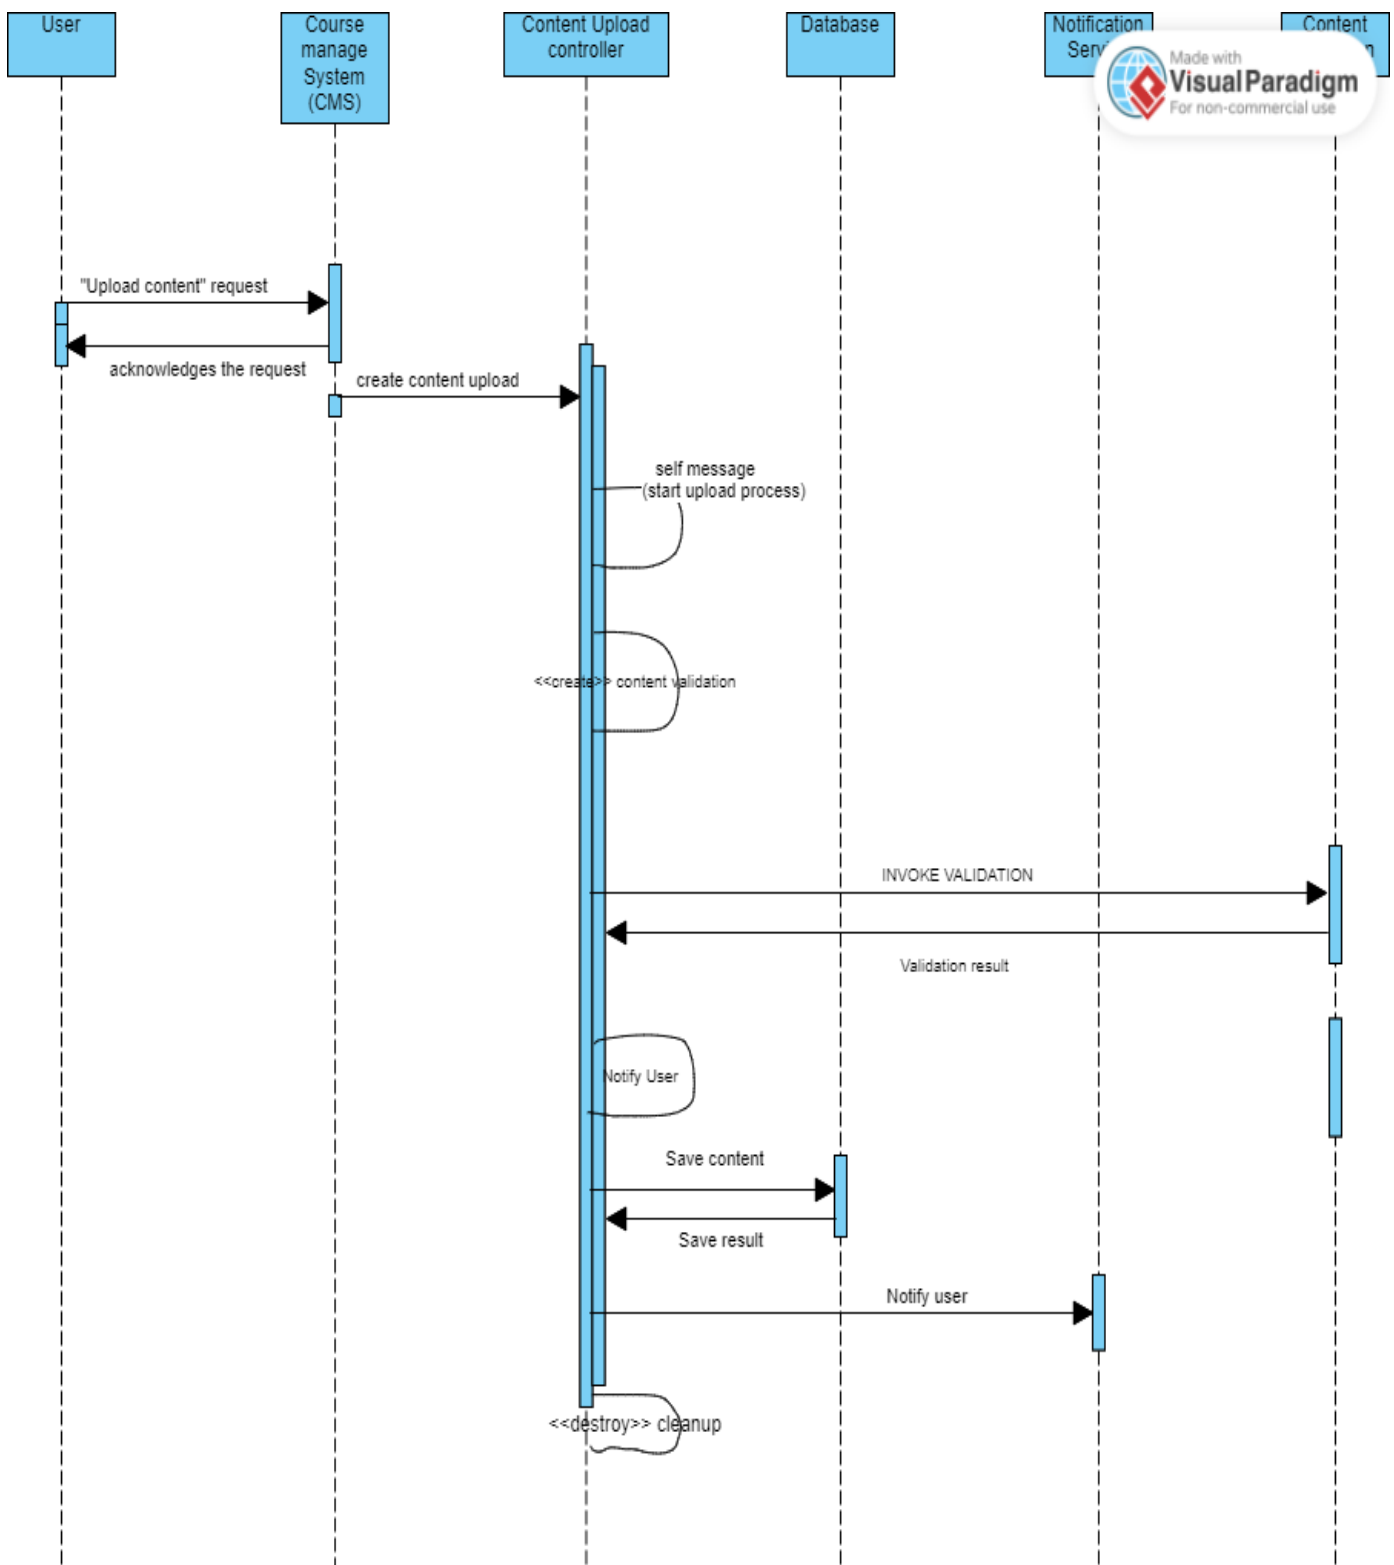 User
Course
manage
System
(CMS)
Content Upload
controller
Database
Notification
Content
Made with
Visual Paradigm
For non-commercial use
"Upload content" request
acknowledges the request
create content upload
self message
(start upload process)
<<create>> content validation
INVOKE VALIDATION
Validation result
Notify User
Save content
Save result
Notify user
<<destroy>> cleanup